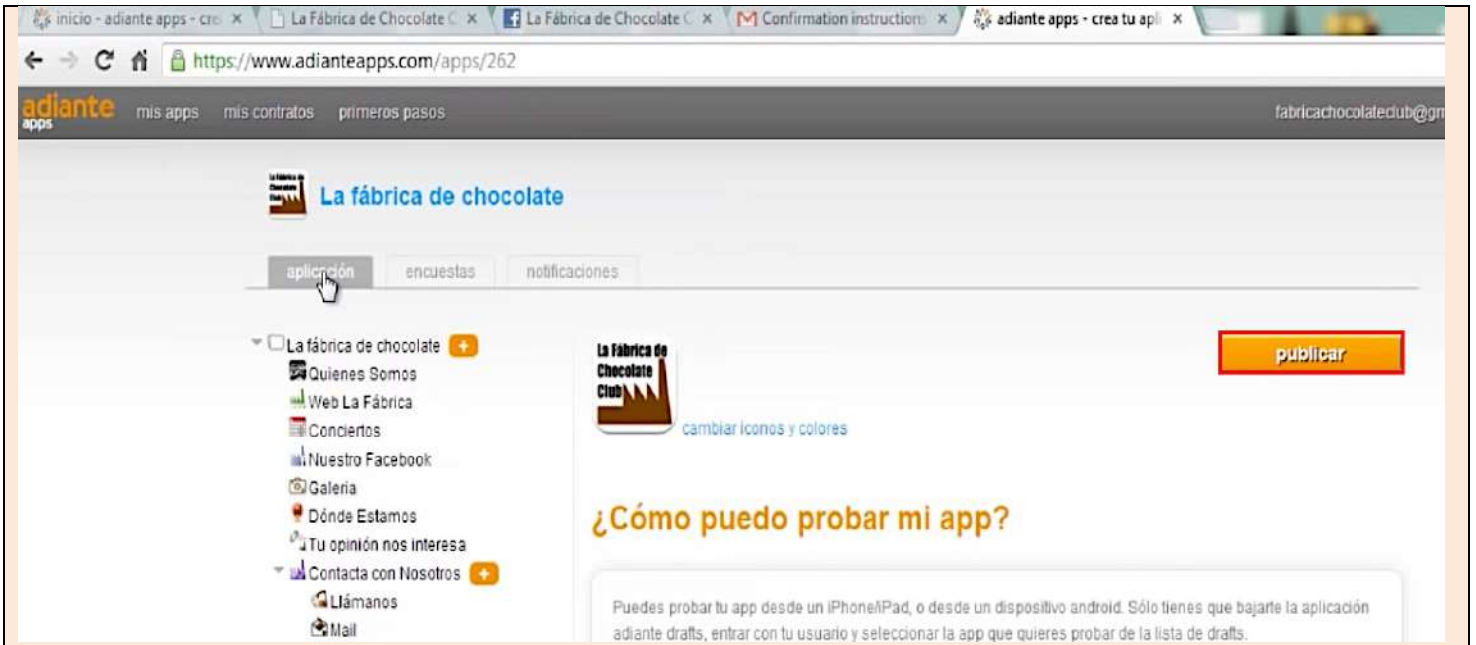 inicio - adiante apps - cre
La Fábrica de Chocolate C
La Fábrica de Chocolate C
Confirmation instructions
adiante apps - crea tu apli
https://www.adianteapps.com/apps/262
adiante apps
mis apps
mis contratos
primeros pasos
fabricachocolateclub@gm
La fábrica de chocolate
aplicación
encuestas
notificaciones
La fábrica de chocolate
Quienes Somos
Web La Fábrica
Conciertos
Nuestro Facebook
Galeria
Dónde Estamos
Tu opinión nos interesa
Contacta con Nosotros
Llámanos
Mail
La Fábrica de
Chocolate
Club
cambiar íconos y colores
publicar
¿Cómo puedo probar mi app?
Puedes probar tu app desde un iPhone/iPad, o desde un dispositivo android. Sólo tienes que bajarte la aplicación
adiante drafts, entrar con tu usuario y seleccionar la app que quieres probar de la lista de drafts.